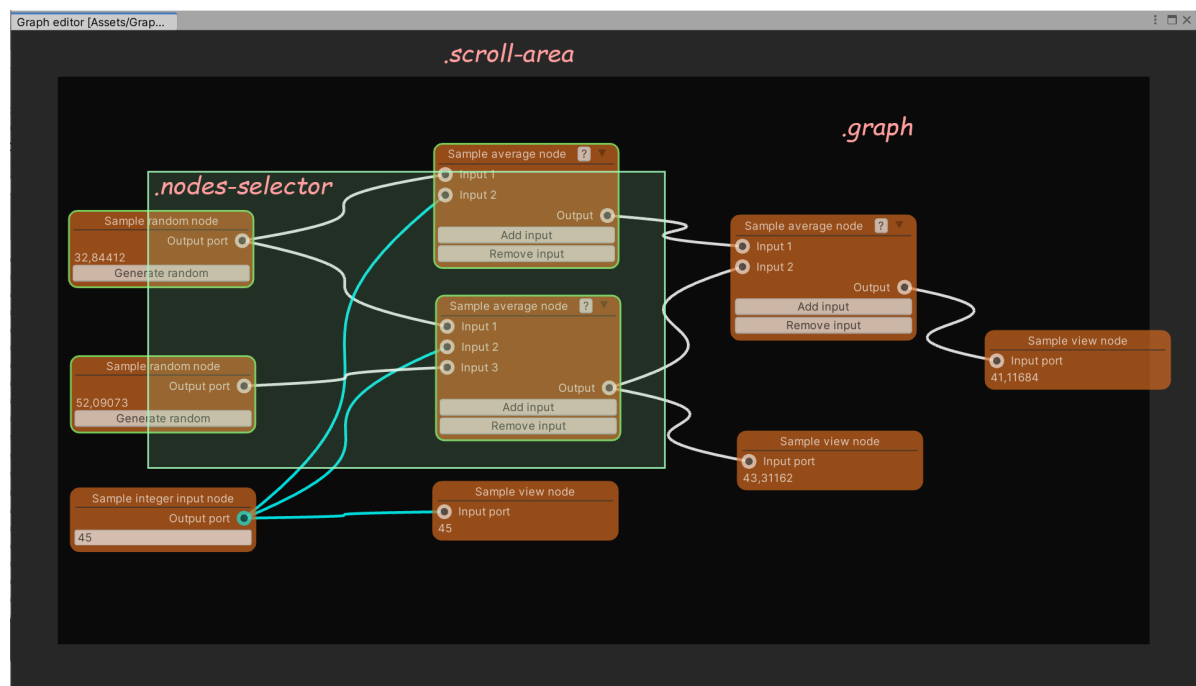 Graph editor [Assets/Grap...
.scroll-area
.graph
.nodes-selector
Sample random node
Output port
32,84412
Generate random
Sample random node
Output port
52,09073
Generate random
Sample integer input node
Output port
45
Sample average node ?
Input 1
Input 2
Output
Add input
Remove input
Sample average node ?
Input 1
Input 2
Input 3
Output
Add input
Remove input
Sample view node
Input port
45
Sample average node ?
Input 1
Input 2
Output
Add input
Remove input
Sample view node
Input port
43,31162
Sample view node
Input port
41,11684